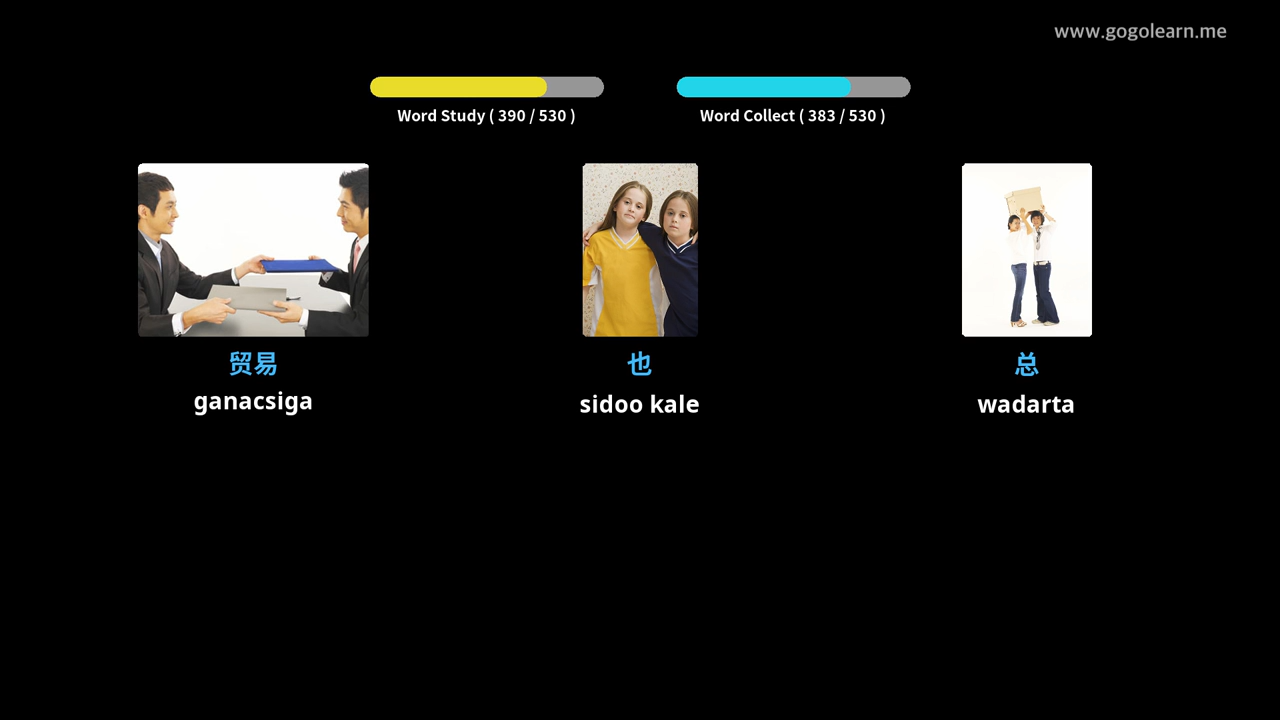 www.gogolearn.me
Word Study ( 390 / 530 )
Word Collect ( 383 / 530 )
贸易
也
总
ganacsiga
sidoo kale
wadarta